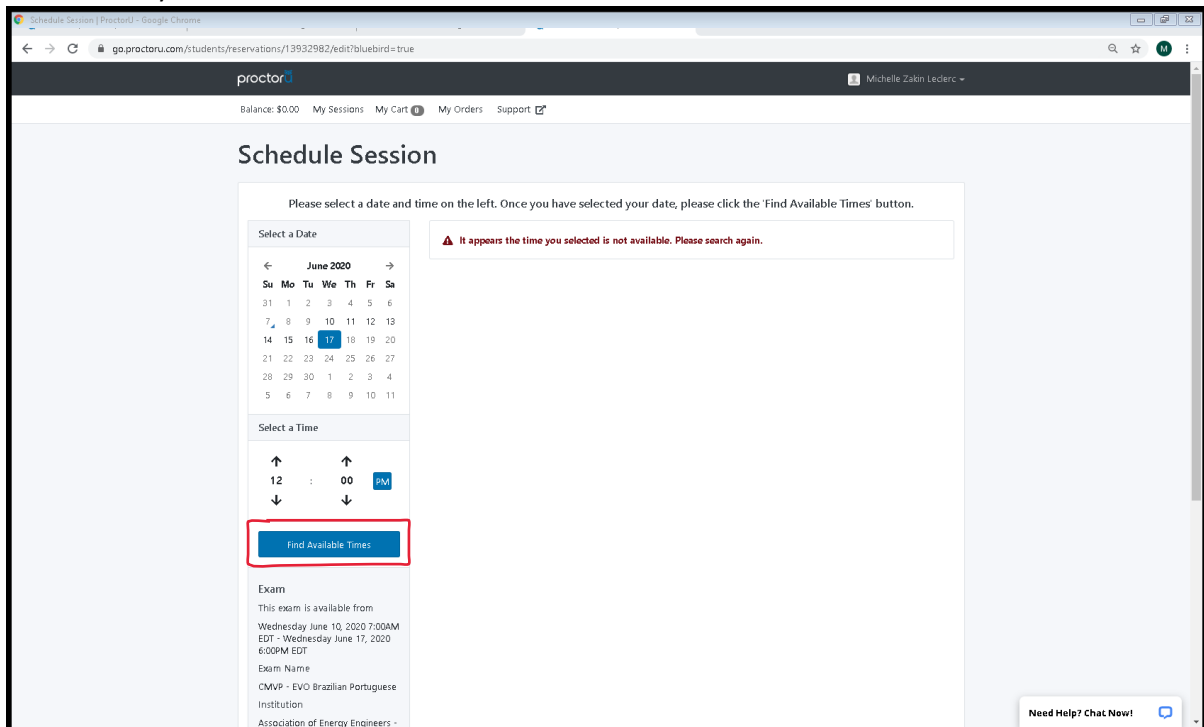 Schedule Session | ProctorU - Google Chrome
go.proctoru.com/students/reservations/13932982/edit?bluebird=true
M
proctorU
Michelle Zakin Leclerc
Balance: $0.00 My Sessions My Cart 0 My Orders Support
Schedule Session
Please select a date and time on the left. Once you have selected your date, please click the 'Find Available Times' button.
Select a Date
It appears the time you selected is not available. Please search again.
June 2020
Su Mo Tu We Th Fr Sa
31 1 2 3 4 5 6
7 8 9 10 11 12 13
14 15 16 17 18 19 20
21 22 23 24 25 26 27
28 29 30 1 2 3 4
5 6 7 8 9 10 11
Select a Time
12 : 00 PM
Find Available Times
Exam
This exam is available from
Wednesday June 10, 2020 7:00AM
EDT - Wednesday June 17, 2020
6:00PM EDT
Exam Name
CMVP - EVO Brazilian Portuguese
Institution
Association of Energy Engineers -
Need Help? Chat Now!